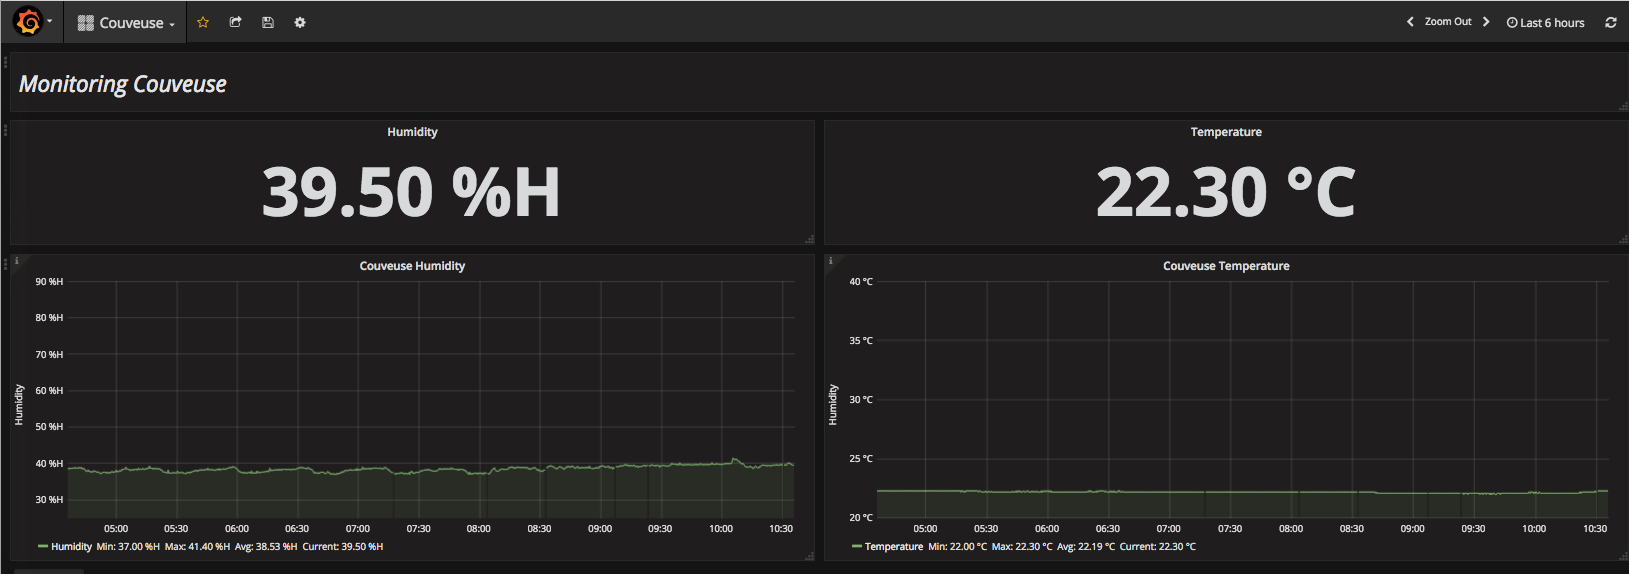 Couveuse
Zoom Out
Last 6 hours
Monitoring Couveuse
Humidity
39.50 %H
Temperature
22.30 °C
Couveuse Humidity
90 %H
80 %H
70 %H
60 %H
50 %H
40 %H
30 %H
Humidity
05:00 05:30 06:00 06:30 07:00 07:30 08:00 08:30 09:00 09:30 10:00 10:30
Humidity Min: 37.00 %H Max: 41.40 %H Avg: 38.53 %H Current: 39.50 %H
Couveuse Temperature
40 °C
35 °C
30 °C
25 °C
20 °C
Humidity
05:00 05:30 06:00 06:30 07:00 07:30 08:00 08:30 09:00 09:30 10:00 10:30
Temperature Min: 22.00 °C Max: 22.30 °C Avg: 22.19 °C Current: 22.30 °C